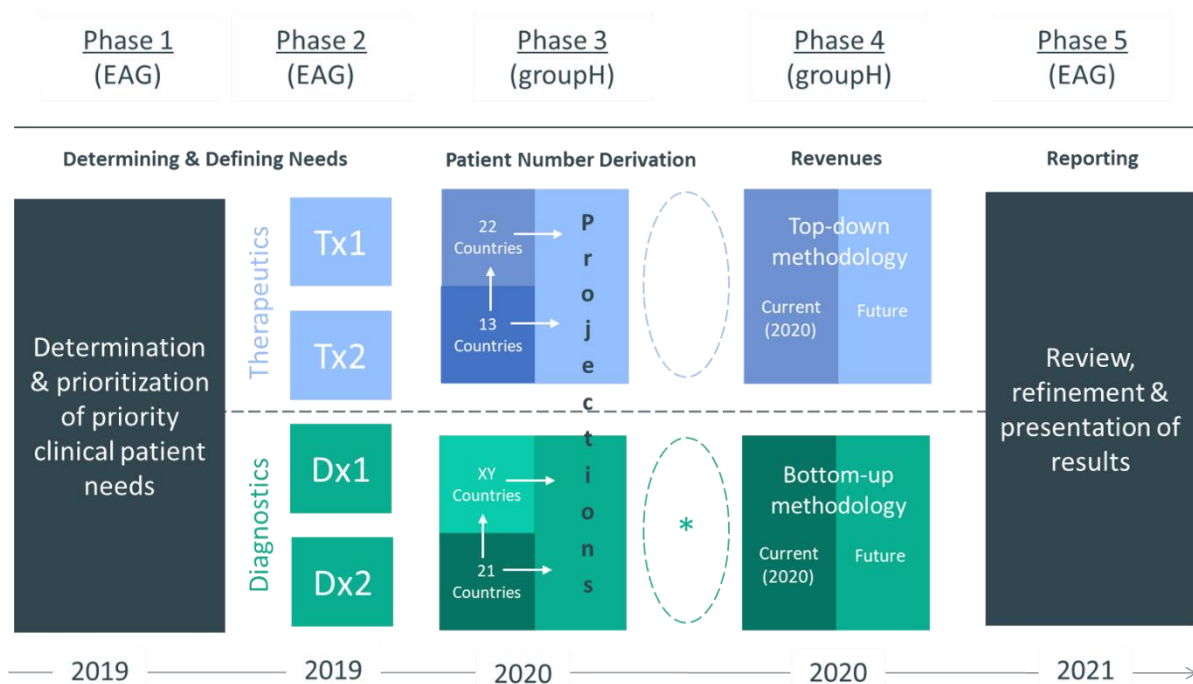 Phase 1
(EAG)
Phase 2
(EAG)
Phase 3
(groupH)
Phase 4
(groupH)
Phase 5
(EAG)
Determining & Defining Needs
Patient Number Derivation
Revenues
Reporting
Determination
& prioritization
of priority
clinical patient
needs
Therapeutics
Tx1
Tx2
Diagnostics
Dx1
Dx2
22
Countries
13
Countries
XY
Countries
21
Countries
Projections
*
Top-down
methodology
Current
(2020)
Future
Bottom-up
methodology
Current
(2020)
Future
Review,
refinement &
presentation of
results
2019
2019
2020
2020
2021